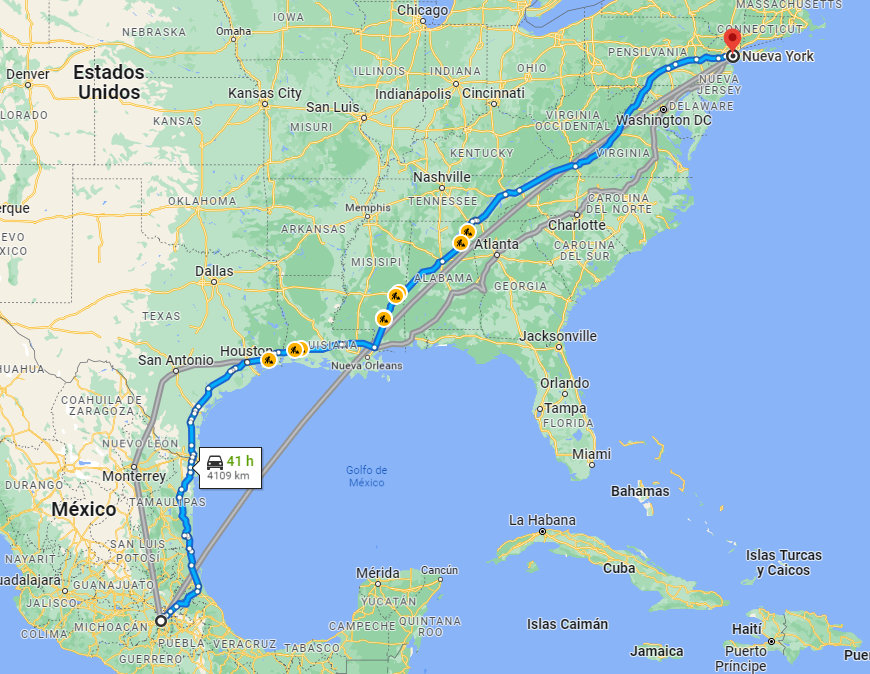 MASSACHUSETTS
Chicago
IOWA
CONNECTICUT
NEBRASKA
Omaha
PENSILVANIA
Nueva York
Denver
Estados
Unidos
ILLINOIS
INDIANA
OHIO
NUEVA
JERSEY
Kansas City
Indianápolis
Cincinnati
DELAWARE
LORADO
San Luis
Washington DC
KANSAS
MISURI
VIRGINIA
OCCIDENTAL
KENTUCKY
VIRGINIA
Nashville
TENNESSEE
OKLAHOMA
Memphis
CAROLINA
DEL NORTE
erque
ARKANSAS
Charlotte
EVO
XICO
Atlanta
CAROLINA
DEL SUR
MISISIPI
Dallas
ALABAMA
GEORGIA
TEXAS
Jacksonville
Houston
UISIANA
San Antonio
Nueva Orleans
HUAHUA
Orlando
COAHUILA DE
ZARAGOZA
Tampa
FLORIDA
NUEVO LEÓN
41 h
4109 km
Miami
Monterrey
Golfo de
México
DURANGO
Bahamas
México
TAMAULIPAS
La Habana
SAN LUIS
POTOSÍ
Islas Turcas
y Caicos
NAYARIT
Cuba
Mérida
Cancún
uadalajara
GUANAJUATO
JALISCO
YUCATÁN
CAMPECHE
QUINTANA
ROO
Islas Caimán
Haití
COLIMA
MICHOACÁN
PUEBLA
VERACRUZ
TABASCO
GUERRERO
Jamaica
Puerto
Príncipe
Pue